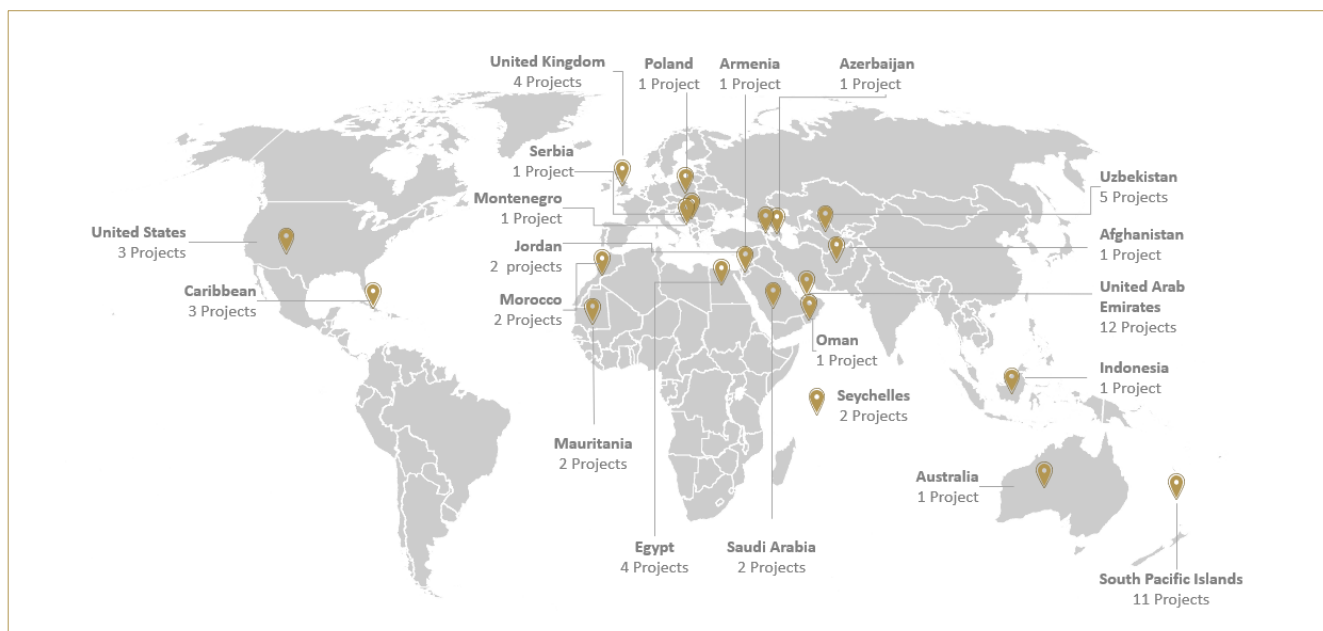 United Kingdom
4 Projects
Poland
1 Project
Armenia
1 Project
Azerbaijan
1 Project
Serbia
1 Project
Montenegro
1 Project
Uzbekistan
5 Projects
United States
3 Projects
Jordan
2 projects
Afghanistan
1 Project
Caribbean
3 Projects
Morocco
2 Projects
United Arab
Emirates
12 Projects
Oman
1 Project
Indonesia
1 Project
Seychelles
2 Projects
Mauritania
2 Projects
Australia
1 Project
Egypt
4 Projects
Saudi Arabia
2 Projects
South Pacific Islands
11 Projects